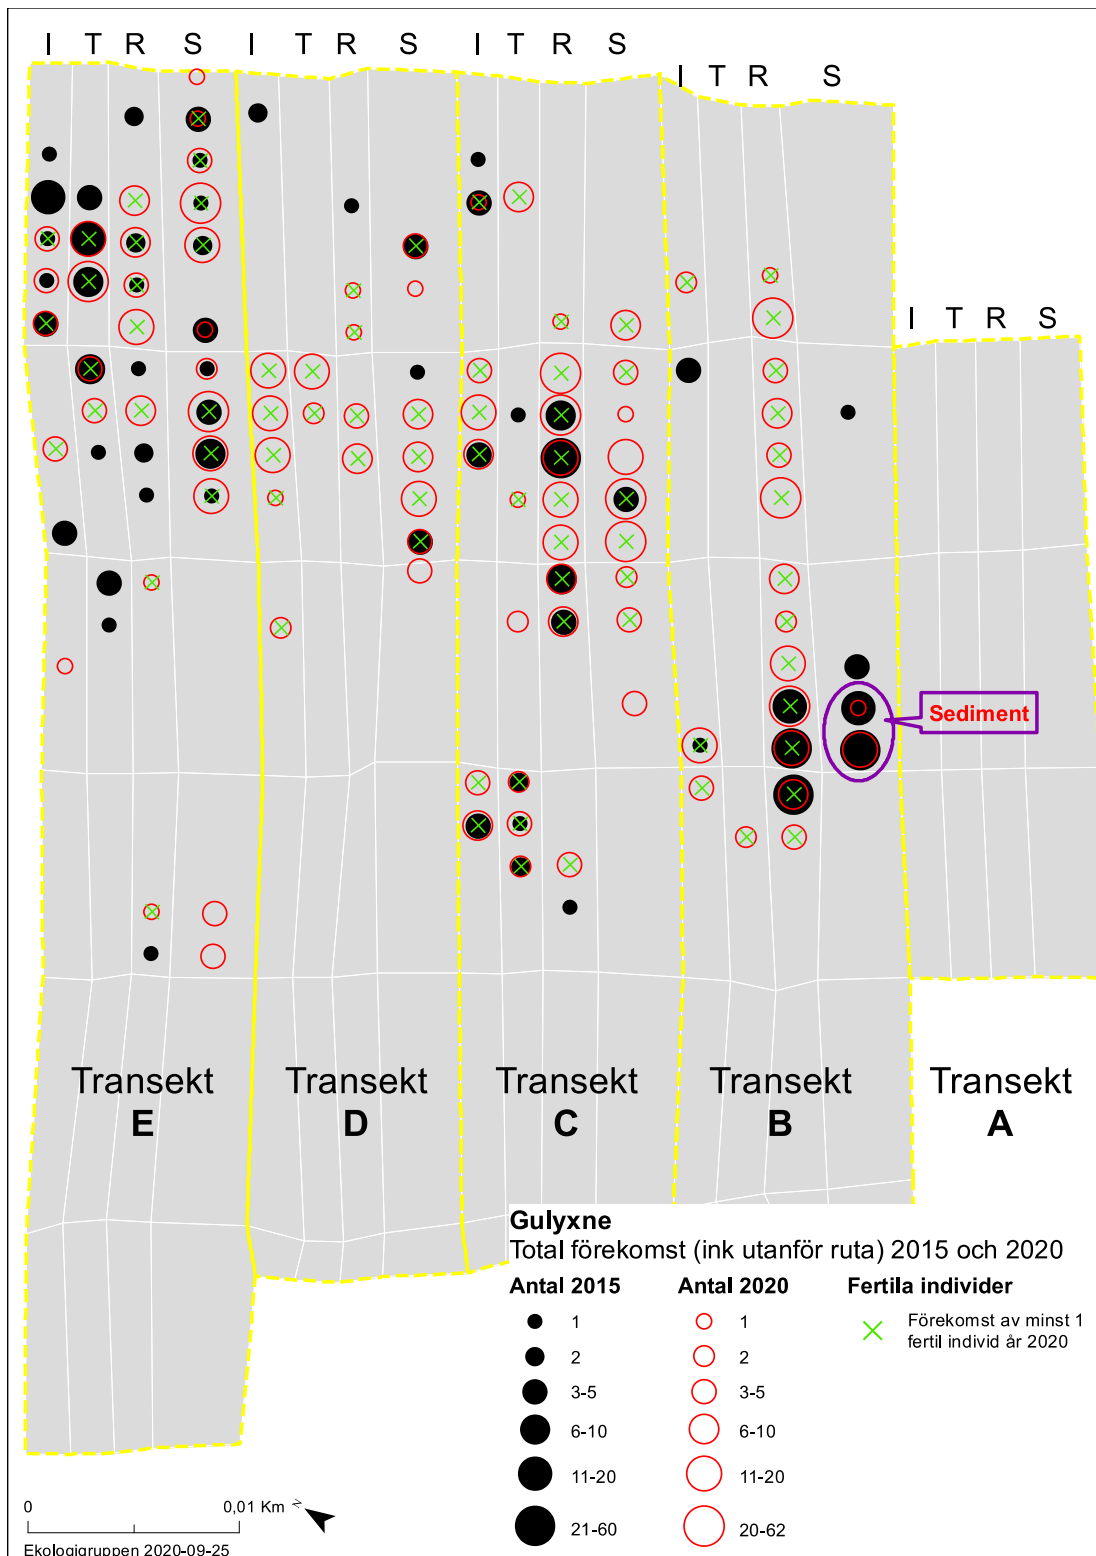 I T R S I T R S I T R S
I T R S
I T R S
Sediment
Transekt Transekt Transekt Transekt Transekt
E D C B A
Gulyxne
Total förekomst (ink utanför ruta) 2015 och 2020
Antal 2015 Antal 2020 Fertila individer
1 1 Förekomst av minst 1
2 2 fertil individ år 2020
3-5 3-5
6-10 6-10
11-20 11-20
21-60 20-62
0 0,01 Km N
Ekologigruppen 2020-09-25